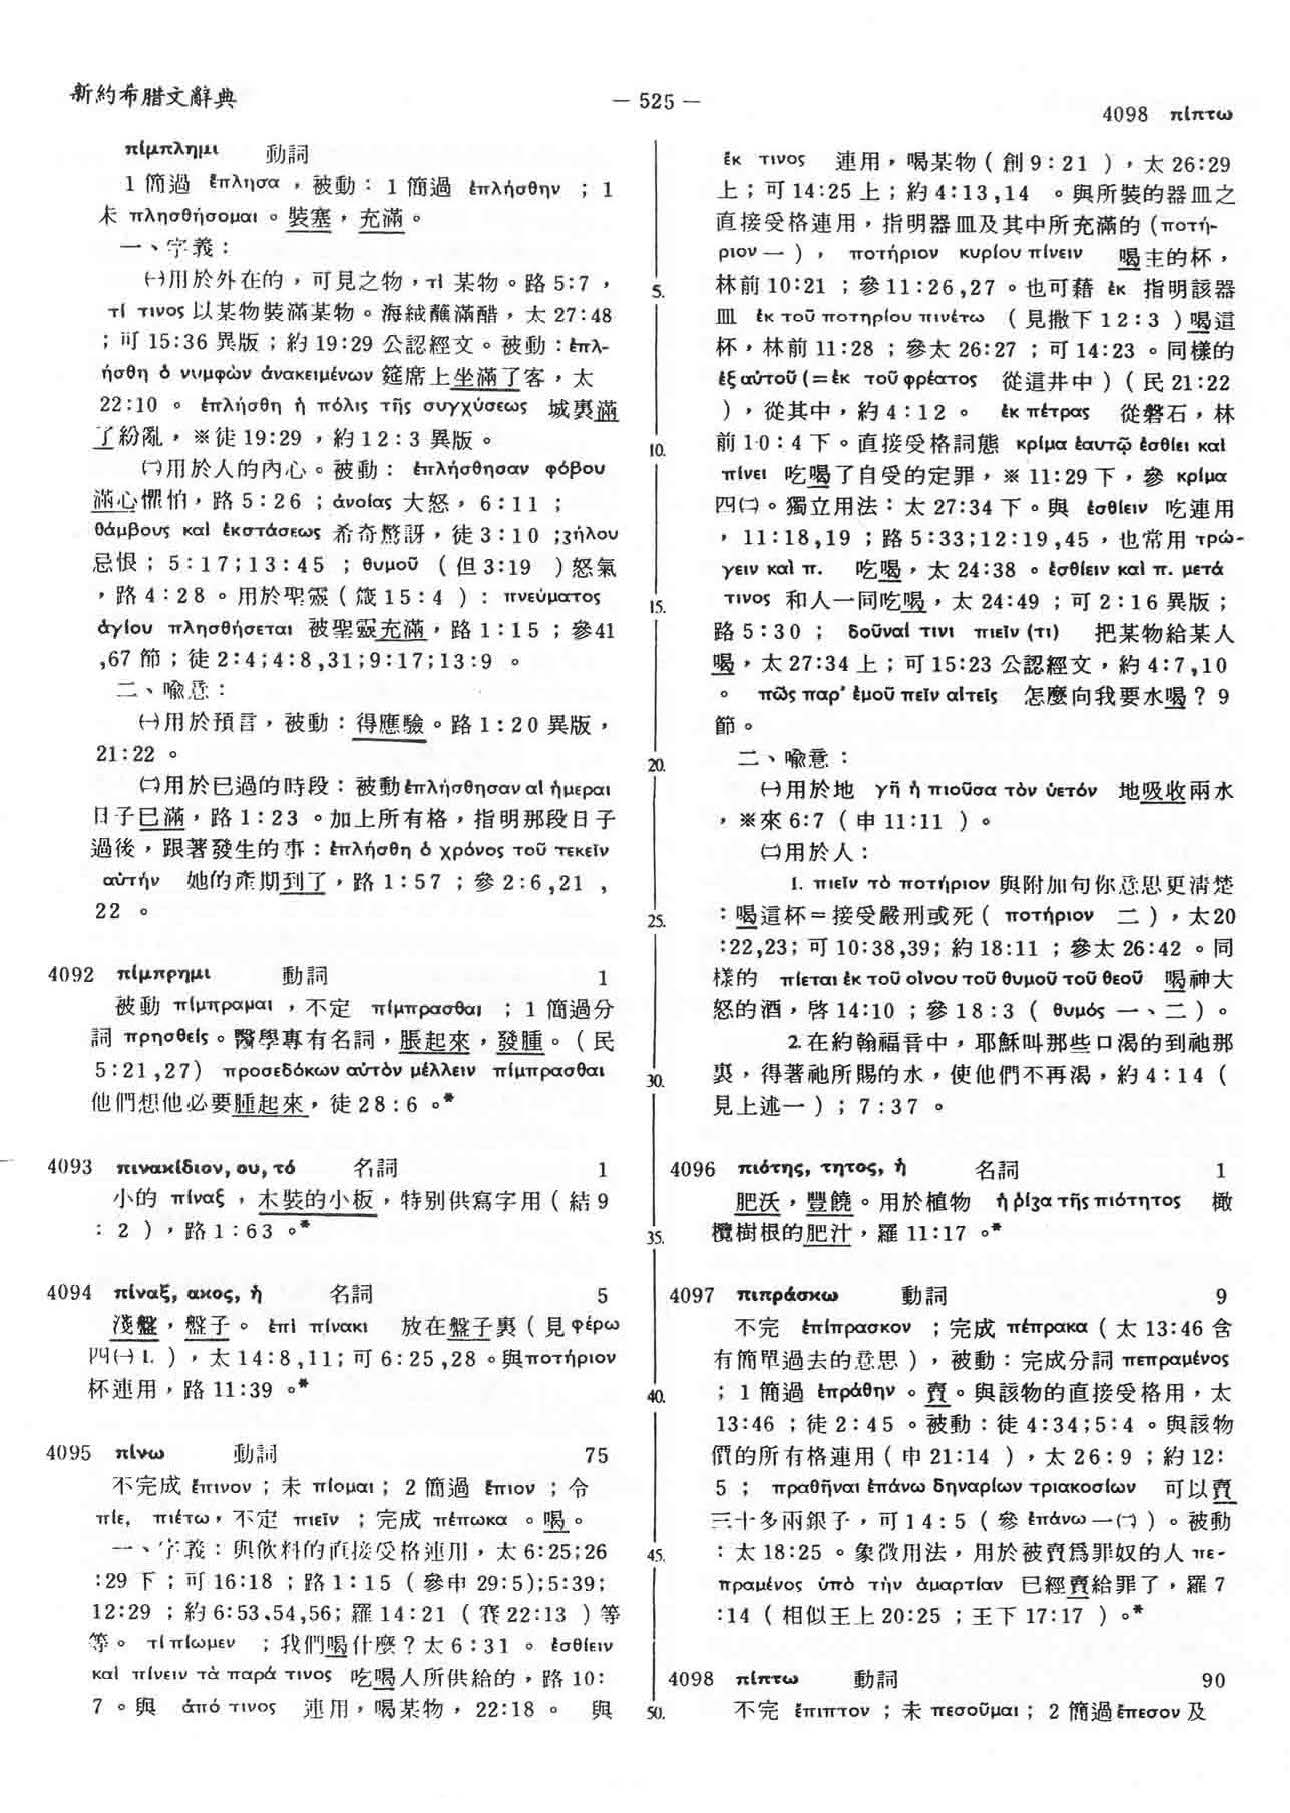 新約希腊文辭典
— 525 —
4098 πίπτω
πίμπλημι 動詞
1 簡過 ἔπλησα，被動：1 簡過 ἐπλήσθην ；1
未 πλησθήσομαι。裝塞，充滿。
一、字義：
㈠用於外在的，可見之物，τί 某物。路 5:7，
τί τινος 以某物裝滿某物。海絨蘸滿醋，太 27:48
；可 15:36 異版；約 19:29 公認經文。被動：ἐπλ-
ήσθη ὁ νυμφὼν ἀνακειμένων 筵席上坐滿了客，太
22:10 。 ἐπλήσθη ἡ πόλις τῆς συγχύσεως 城裏滿
了紛亂，※徒 19:29 ，約 12:3 異版。
㈡用於人的內心。被動： ἐπλήσθησαν φόβου
滿心懼怕，路 5:26 ；ἀνοίας 大怒，6:11 ；
θάμβους καὶ ἐκστάσεως 希奇驚訝，徒 3:10 ;ζήλου
忌恨；5:17;13:45 ；θυμοῦ （但 3:19 ）怒氣
，路 4:28 。用於聖靈（箴 15:4 ）：πνεύματος
ἁγίου πλησθήσεται 被聖靈充滿，路 1:15 ；參41
,67 節；徒 2:4;4:8,31;9:17;13:9 。
二、喻意：
㈠用於預言，被動：得應驗。路 1:20 異版，
21:22 。
㈡用於已過的時段：被動ἐπλήσθησαν αἱ ἡμεραι
日子已滿，路 1:23 。加上所有格，指明那段日子
過後，跟著發生的事：ἐπλήσθη ὁ χρόνος τοῦ τεκεῖν
αὐτήν 她的產期到了，路 1:57 ；參 2:6,21 ，
22 。
4092 πίμπρημι 動詞 1
被動 πίμπραμαι ，不定 πίμπρασθαι ；1 簡過分
詞 πρησθείς。醫學專有名詞，脹起來，發腫。（民
5:21,27) προσεδόκων αὐτὸν μέλλειν πίμπρασθαι
他們想他必要腫起來，徒 28:6 。*
4093 πινακίδιον, ου, τό 名詞 1
小的 πίναξ ，木裝的小板，特別供寫字用（結 9
：2 ），路 1:63 。*
4094 πίναξ, ακος, ἡ 名詞 5
淺盤，盤子。ἐπὶ πίνακι 放在盤子裏（見 φέρω
四㈠ 1. ），太 14:8,11; 可 6:25,28 。與ποτήριον
杯連用，路 11:39 。*
4095 πίνω 動詞 75
不完成 ἔπινον ；未 πίομαι；2 簡過 ἔπιον ；令
πίε, πιέτω，不定 πιεῖν ；完成 πέπωκα 。喝。
一、字義：與飲料的直接受格連用，太 6:25;26
:29 下；可 16:18 ；路 1:15 （參申 29:5);5:39;
12:29 ；約 6:53,54,56; 羅 14:21 （賽 22:13 ）等
等。 τί πίωμεν ；我們喝什麼？太 6:31 。ἐσθίειν
καὶ πίνειν τὰ παρά τινος 吃喝人所供給的，路 10:
7 。與 ἀπό τινος 連用，喝某物，22:18 。 與
5.
10.
15.
20.
25.
30.
35.
40.
45.
50.
ἐκ τινος 連用，喝某物（創 9:21 ），太 26:29
上；可 14:25 上；約 4:13,14 。與所裝的器皿之
直接受格連用，指明器皿及其中所充滿的（ποτή-
ριον 一 ）， ποτήριον κυρίου πίνειν 喝主的杯，
林前 10:21 ；參 11:26,27 。也可藉 ἐκ 指明該器
皿 ἐκ τοῦ ποτηρίου πινέτω （見撒下 12:3 ）喝這
杯，林前 11:28 ；參太 26:27 ；可 14:23 。同樣的
ἐξ αὐτοῦ (=ἐκ τοῦ φρέατος 從這井中）（民 21:22
），從其中，約 4:12 。 ἐκ πέτρας 從磐石，林
前 10:4 下。直接受格詞態 κρίμα ἑαυτῷ ἐσθίει καὶ
πίνει 吃喝了自受的定罪，※ 11:29 下，參 κρίμα
四㈡。獨立用法：太 27:34 下。與 ἐσθίειν 吃連用
，11:18,19 ；路 5:33;12:19,45 ，也常用 τρώ-
γειν καὶ π. 吃喝，太 24:38 。ἐσθίειν καὶ π. μετά
τινος 和人一同吃喝，太 24:49 ；可 2:16 異版；
路 5:30 ； δοῦναί τινι πιεῖν (τι) 把某物給某人
喝，太 27:34 上；可 15:23 公認經文，約 4:7,10
。 πῶς παρ' ἐμοῦ πεῖν αἰτεῖς 怎麼向我要水喝？9
節。
二、喻意：
㈠用於地 γῆ ἡ πιοῦσα τὸν ὑετόν 地吸收雨水
，※來 6:7 （申 11:11 ）。
㈡用於人：
1. πιεῖν τὸ ποτήριον 與附加句你意思更清楚
：喝這杯＝接受嚴刑或死（ ποτήριον 二 ），太20
:22,23; 可 10:38,39; 約 18:11 ；參太 26:42 。同
樣的 πίεται ἐκ τοῦ οἴνου τοῦ θυμοῦ τοῦ θεοῦ 喝神大
怒的酒，啓 14:10 ；參 18:3 （ θυμός 一、二 ）。
2. 在約翰福音中，耶穌叫那些口渴的到祂那
裏，得著祂所賜的水，使他們不再渴，約 4:14 （
見上述一）；7:37 。
4096 πιότης, τητος, ἡ 名詞 1
肥沃，豐饒。用於植物 ἡ ῥίζα τῆς πιότητος 橄
欖樹根的肥汁，羅 11:17 。*
4097 πιπράσκω 動詞 9
不完 ἐπίπρασκον ；完成 πέπρακα（太 13:46 含
有簡單過去的意思），被動：完成分詞 πεπραμένος
；1 簡過 ἐπράθην 。賣。與該物的直接受格用，太
13:46 ；徒 2:45 。被動：徒 4:34;5:4 。與該物
價的所有格連用（申 21:14 ），太 26:9 ；約 12:
5 ； πραθῆναι ἐπάνω δηναρίων τριακοσίων 可以賣
三十多兩銀子，可 14:5 （參 ἐπάνω 一㈡）。被動
：太 18:25 。象徵用法，用於被賣爲罪奴的人 πε-
πραμένος ὑπὸ τὴν ἁμαρτίαν 已經賣給罪了，羅 7
:14 （相似王上 20:25 ；王下 17:17 ）。*
4098 πίπτω 動詞 90
不完 ἔπιπτον ；未 πεσοῦμαι；2 簡過ἔπεσον 及